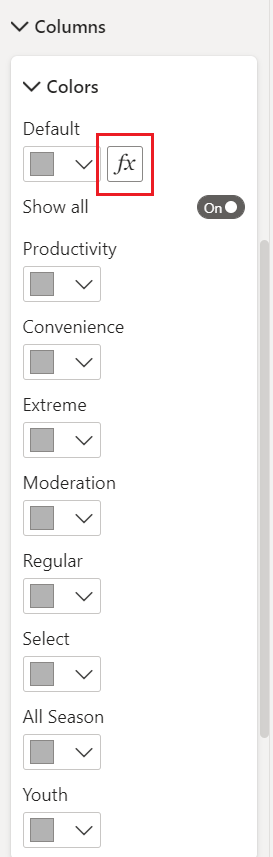 Columns
Colors
Default
fx
Show all
On
Productivity
Convenience
Extreme
Moderation
Regular
Select
All Season
Youth